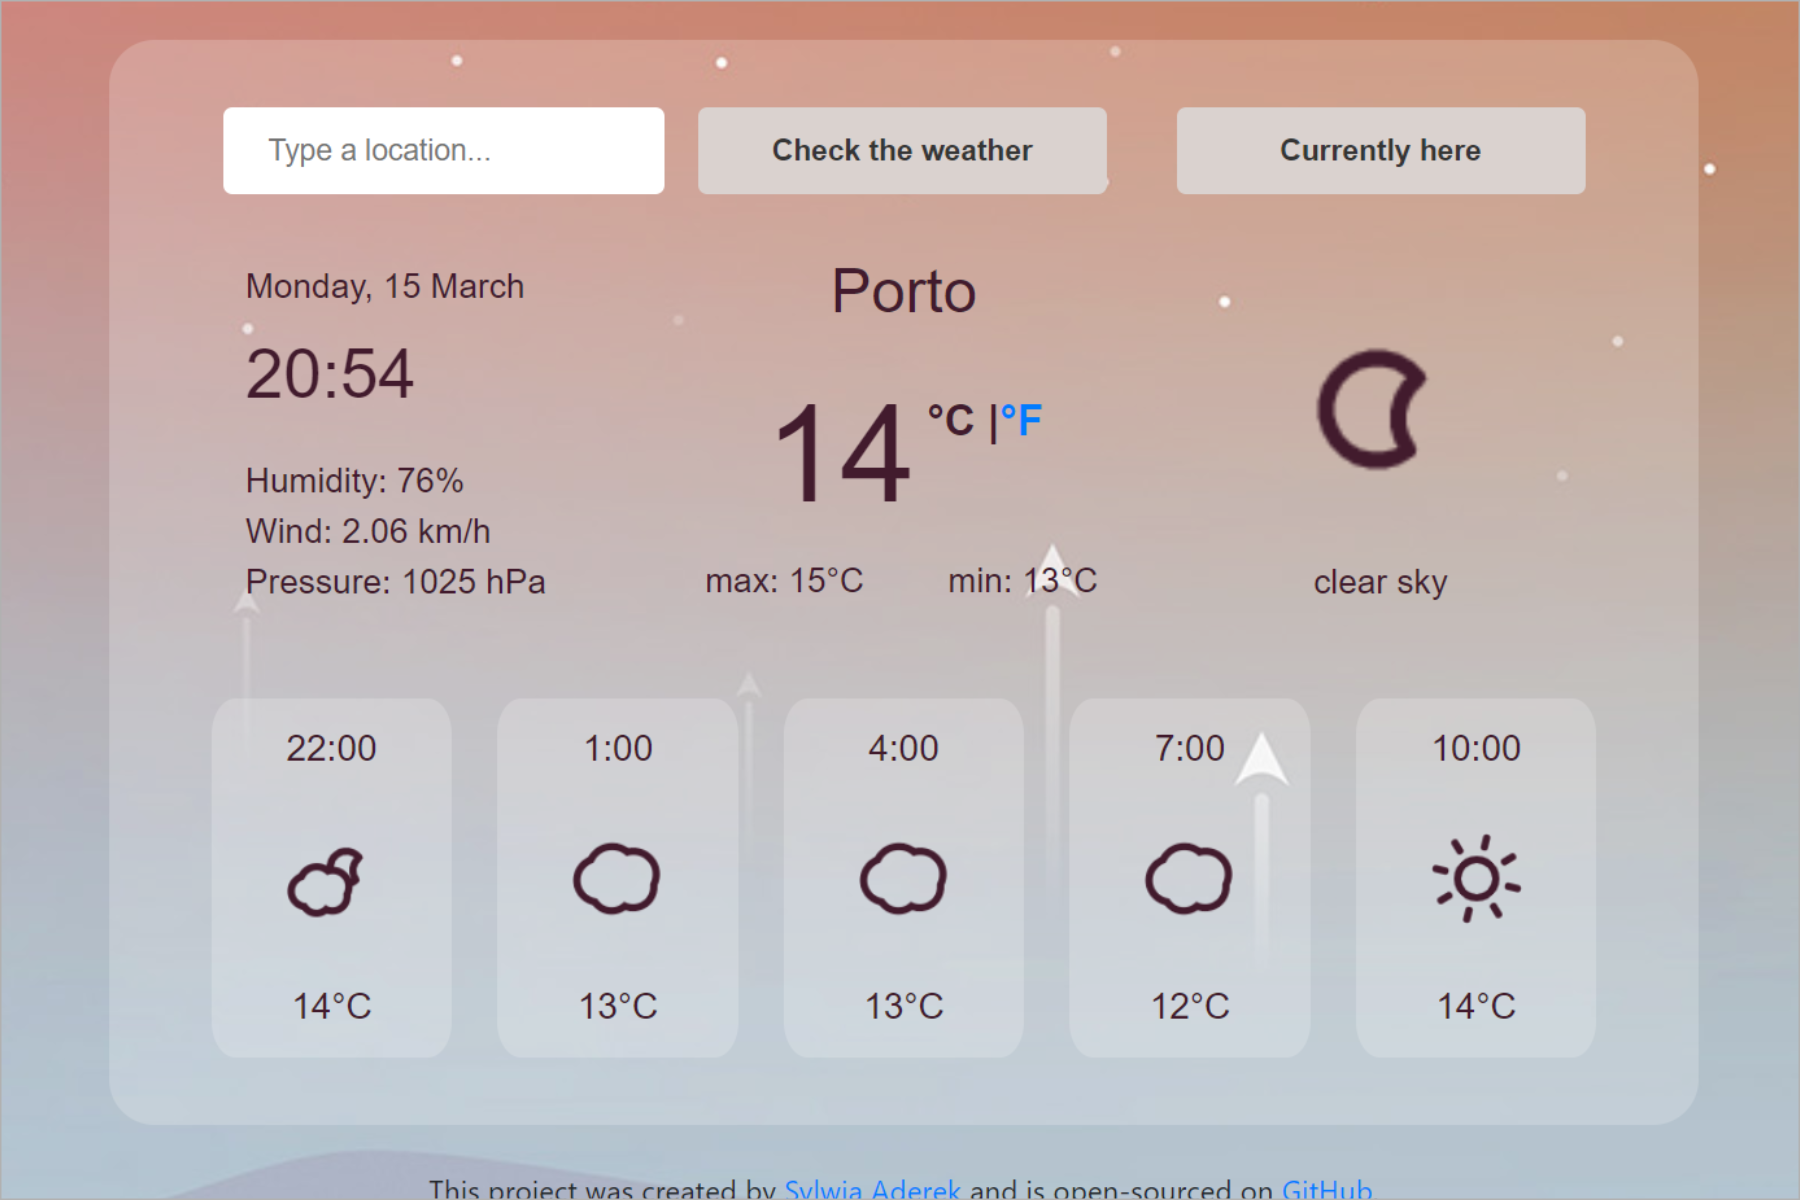 Type a location...
Check the weather
Currently here
Monday, 15 March
20:54
Humidity: 76%
Wind: 2.06 km/h
Pressure: 1025 hPa
Porto
14 °C |°F
max: 15°C min: 13°C
clear sky
22:00
14°C
1:00
13°C
4:00
13°C
7:00
12°C
10:00
14°C
This project was created by Sylwia Aderek and is open-sourced on GitHub